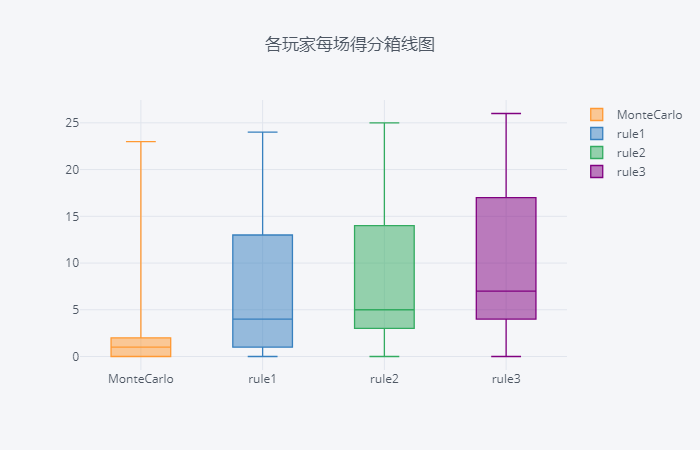 各玩家每场得分箱线图
25
20
15
10
5
0
MonteCarlo
rule1
rule2
rule3
MonteCarlo
rule1
rule2
rule3